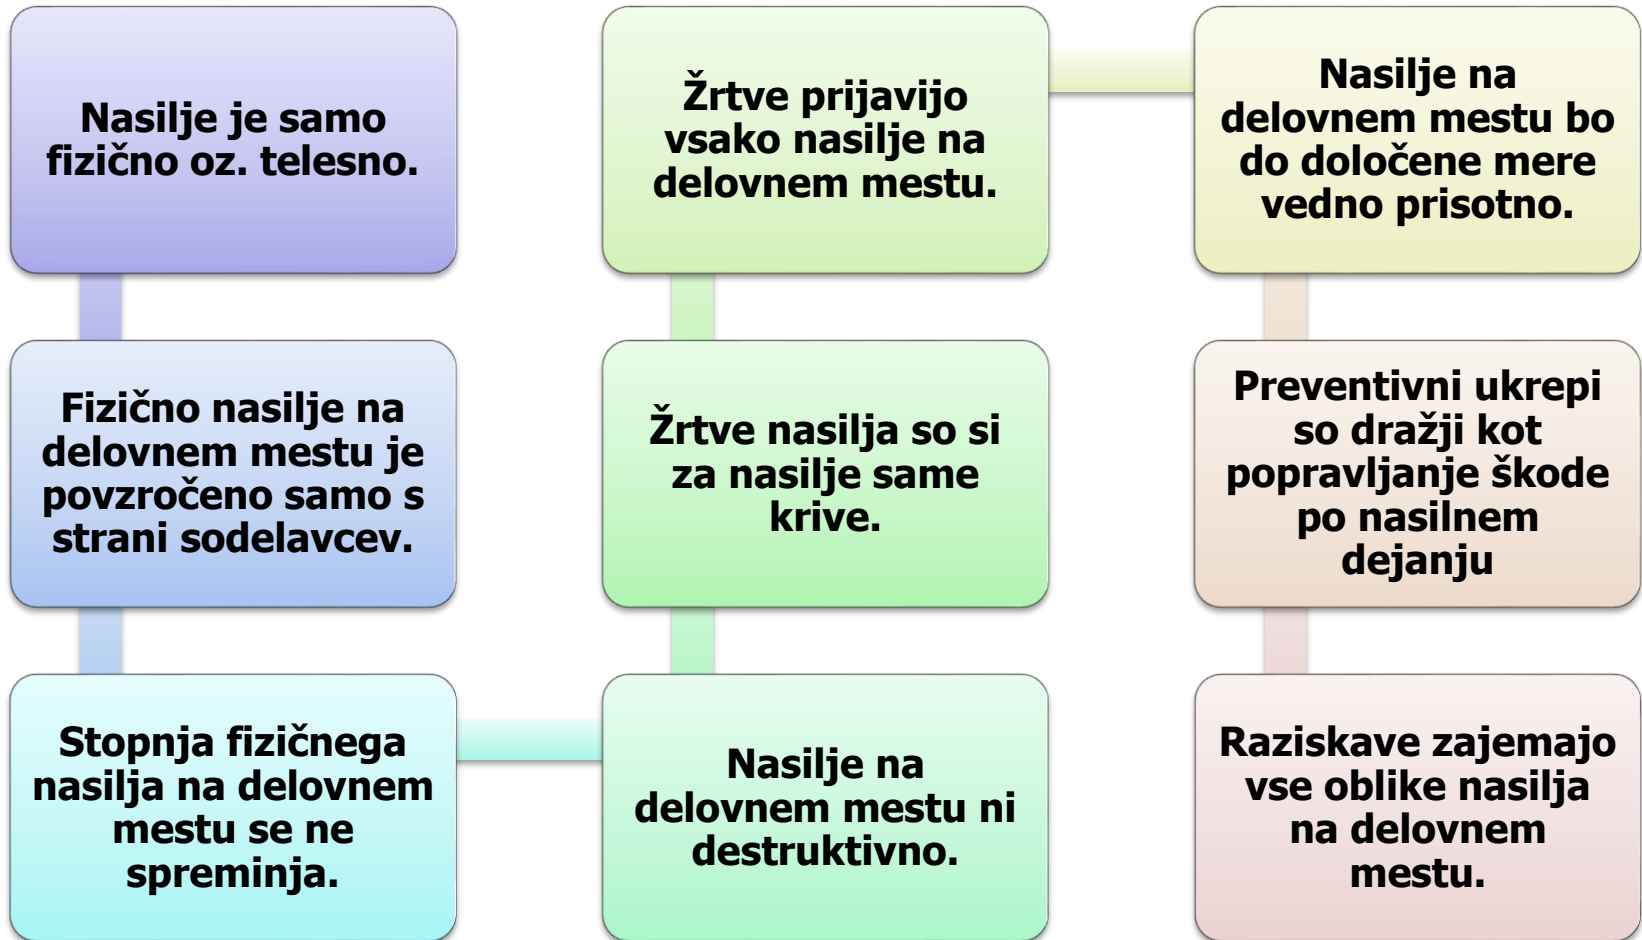 Nasilje je samo
fizično oz. telesno.
Fizično nasilje na
delovnem mestu je
povzročeno samo s
strani sodelavcev.
Stopnja fizičnega
nasilja na delovnem
mestu se ne
spreminja.
Nasilje na
delovnem mestu ni
destruktivno.
Žrtve nasilja so si
za nasilje same
krive.
Žrtve prijavijo
vsako nasilje na
delovnem mestu.
Nasilje na
delovnem mestu bo
do določene mere
vedno prisotno.
Preventivni ukrepi
so dražji kot
popravljanje škode
po nasilnem
dejanju
Raziskave zajemajo
vse oblike nasilja
na delovnem
mestu.